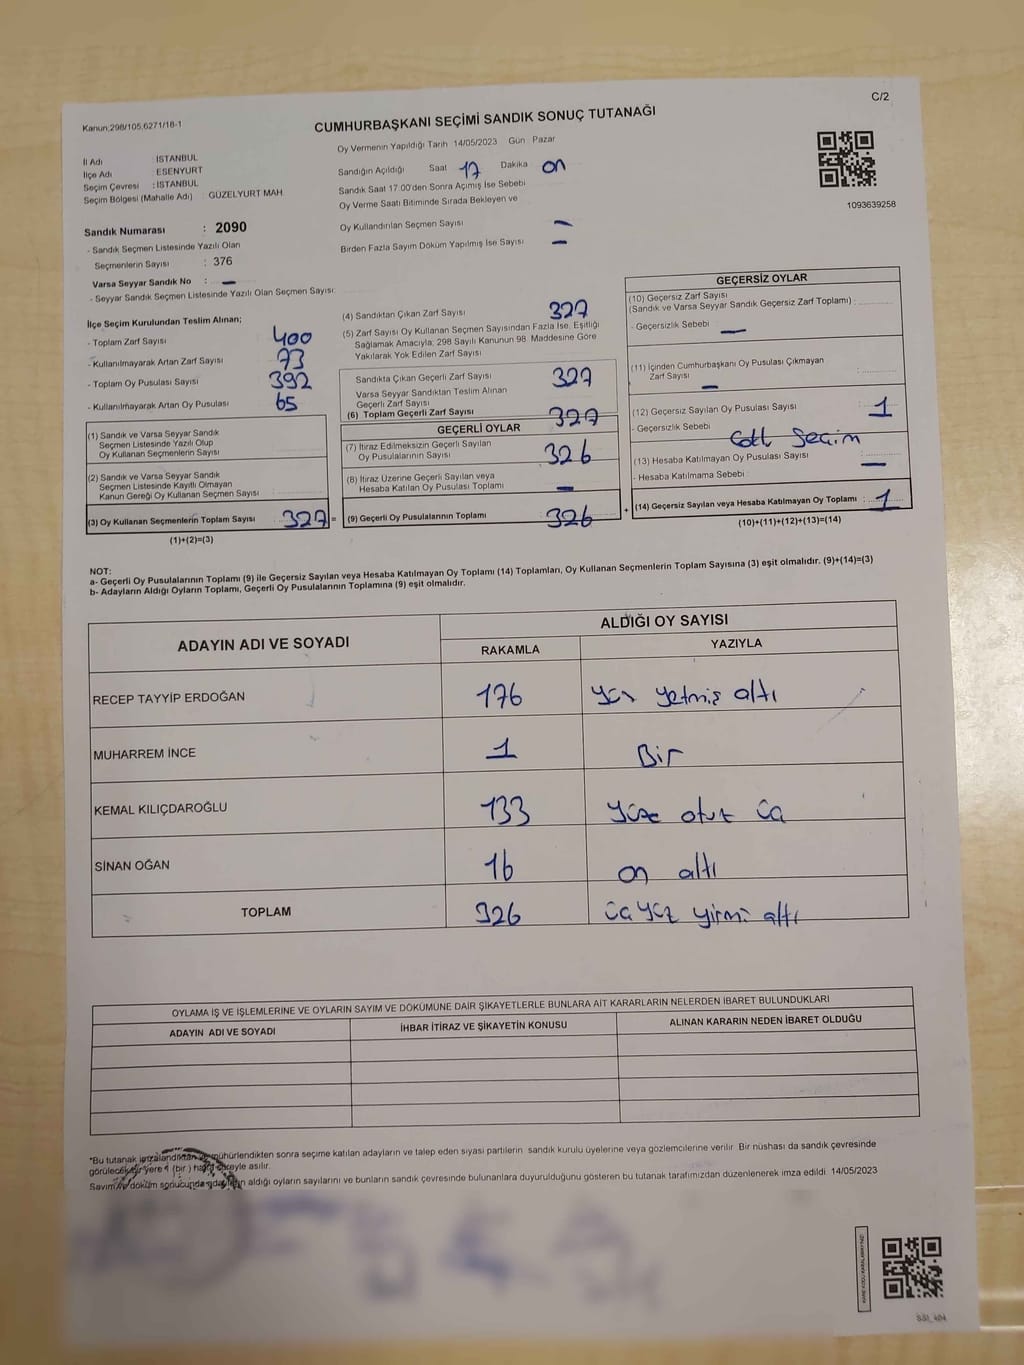 C/2
Kanun:298/105,6271/18-1
CUMHURBAŞKANI SEÇİMİ SANDIK SONUÇ TUTANAĞI
İl Adı İSTANBUL
İlçe Adı ESENYURT
Seçim Çevresi : İSTANBUL
Seçim Bölgesi (Mahalle Adı) : GÜZELYURT MAH
Sandık Numarası : 2090
- Sandık Seçmen Listesinde Yazılı Olan
Seçmenlerin Sayısı : 376
Varsa Seyyar Sandık No : -
- Seyyar Sandık Seçmen Listesinde Yazılı Olan Seçmen Sayısı:
Oy Vermenin Yapıldığı Tarih 14/05/2023 Gün Pazar
Sandığın Açıldığı Saat 17 Dakika on
Sandık Saat 17.00'den Sonra Açımış İse Sebebi
Oy Verme Saati Bitiminde Sırada Bekleyen ve
Oy Kullandırılan Seçmen Sayısı -
Birden Fazla Sayım Döküm Yapılmış İse Sayısı -
1093639258
İlçe Seçim Kurulundan Teslim Alınan;
- Toplam Zarf Sayısı : 400
- Kullanılmayarak Artan Zarf Sayısı : 73
- Toplam Oy Pusulası Sayısı : 392
- Kullanılmayarak Artan Oy Pusulası : 65
(1) Sandık ve Varsa Seyyar Sandık
Seçmen Listesinde Yazılı Olup
Oy Kullanan Seçmenlerin Sayısı
(2) Sandık ve Varsa Seyyar Sandık
Seçmen Listesinde Kayıtlı Olmayan
Kanun Gereği Oy Kullanan Seçmen Sayısı :
(3) Oy Kullanan Seçmenlerin Toplam Sayısı 327 =
(1)+(2)=(3)
(4) Sandıktan Çıkan Zarf Sayısı 327
(5) Zarf Sayısı Oy Kullanan Seçmen Sayısından Fazla İse, Eşitliği
Sağlamak Amacıyla; 298 Sayılı Kanunun 98. Maddesine Göre
Yakılarak Yok Edilen Zarf Sayısı
Sandıkta Çıkan Geçerli Zarf Sayısı 327
Varsa Seyyar Sandıktan Teslim Alınan
Geçerli Zarf Sayısı
(6) Toplam Geçerli Zarf Sayısı 327
GEÇERLİ OYLAR
(7) İtiraz Edilmeksizin Geçerli Sayılan
Oy Pusulalarının Sayısı 326
(8) İtiraz Üzerine Geçerli Sayılan veya
Hesaba Katılan Oy Pusulası Toplamı -
(9) Geçerli Oy Pusulalarının Toplamı 326 +
GEÇERSİZ OYLAR
(10) Geçersiz Zarf Sayısı
(Sandık ve Varsa Seyyar Sandık Geçersiz Zarf Toplamı) :
- Geçersizlik Sebebi -
(11) İçinden Cumhurbaşkanı Oy Pusulası Çıkmayan
Zarf Sayısı : -
(12) Geçersiz Sayılan Oy Pusulası Sayısı : 1
- Geçersizlik Sebebi seçim
(13) Hesaba Katılmayan Oy Pusulası Sayısı : -
- Hesaba Katılmama Sebebi
(14) Geçersiz Sayılan veya Hesaba Katılmayan Oy Toplamı : 1
(10)+(11)+(12)+(13)=(14)
NOT:
a- Geçerli Oy Pusulalarının Toplamı (9) ile Geçersiz Sayılan veya Hesaba Katılmayan Oy Toplamı (14) Toplamları, Oy Kullanan Seçmenlerin Toplam Sayısına (3) eşit olmalıdır. (9)+(14)=(3)
b- Adayların Aldığı Oyların Toplamı, Geçerli Oy Pusulalarının Toplamına (9) eşit olmalıdır.
ADAYIN ADI VE SOYADI ALDIĞI OY SAYISI
RAKAMLA YAZIYLA
RECEP TAYYİP ERDOĞAN 176 yüz yetmiş altı
MUHARREM İNCE 1 Bir
KEMAL KILIÇDAROĞLU 133 yüze otuz üç
SİNAN OĞAN 16 on altı
TOPLAM 326 üçyüz yirmi altı
OYLAMA İŞ VE İŞLEMLERİNE VE OYLARIN SAYIM VE DÖKÜMÜNE DAİR ŞİKAYETLERLE BUNLARA AİT KARARLARIN NELERDEN İBARET BULUNDUKLARI
ADAYIN ADI VE SOYADI İHBAR İTİRAZ VE ŞİKAYETİN KONUSU ALINAN KARARIN NEDEN İBARET OLDUĞU
*Bu tutanak imzalandıktan ve mühürlendikten sonra seçime katılan adayların ve talep eden siyasi partilerin sandık kurulu üyelerine veya gözlemcilerine verilir. Bir nüshası da sandık çevresinde
görülecek bir yere 1 (bir) hafta süreyle asılır.
Sayım ve döküm sonucunda adayların aldığı oyların sayılarını ve bunların sandık çevresinde bulunanlara duyurulduğunu gösteren bu tutanak tarafımızdan düzenlenerek imza edildi 14/05/2023